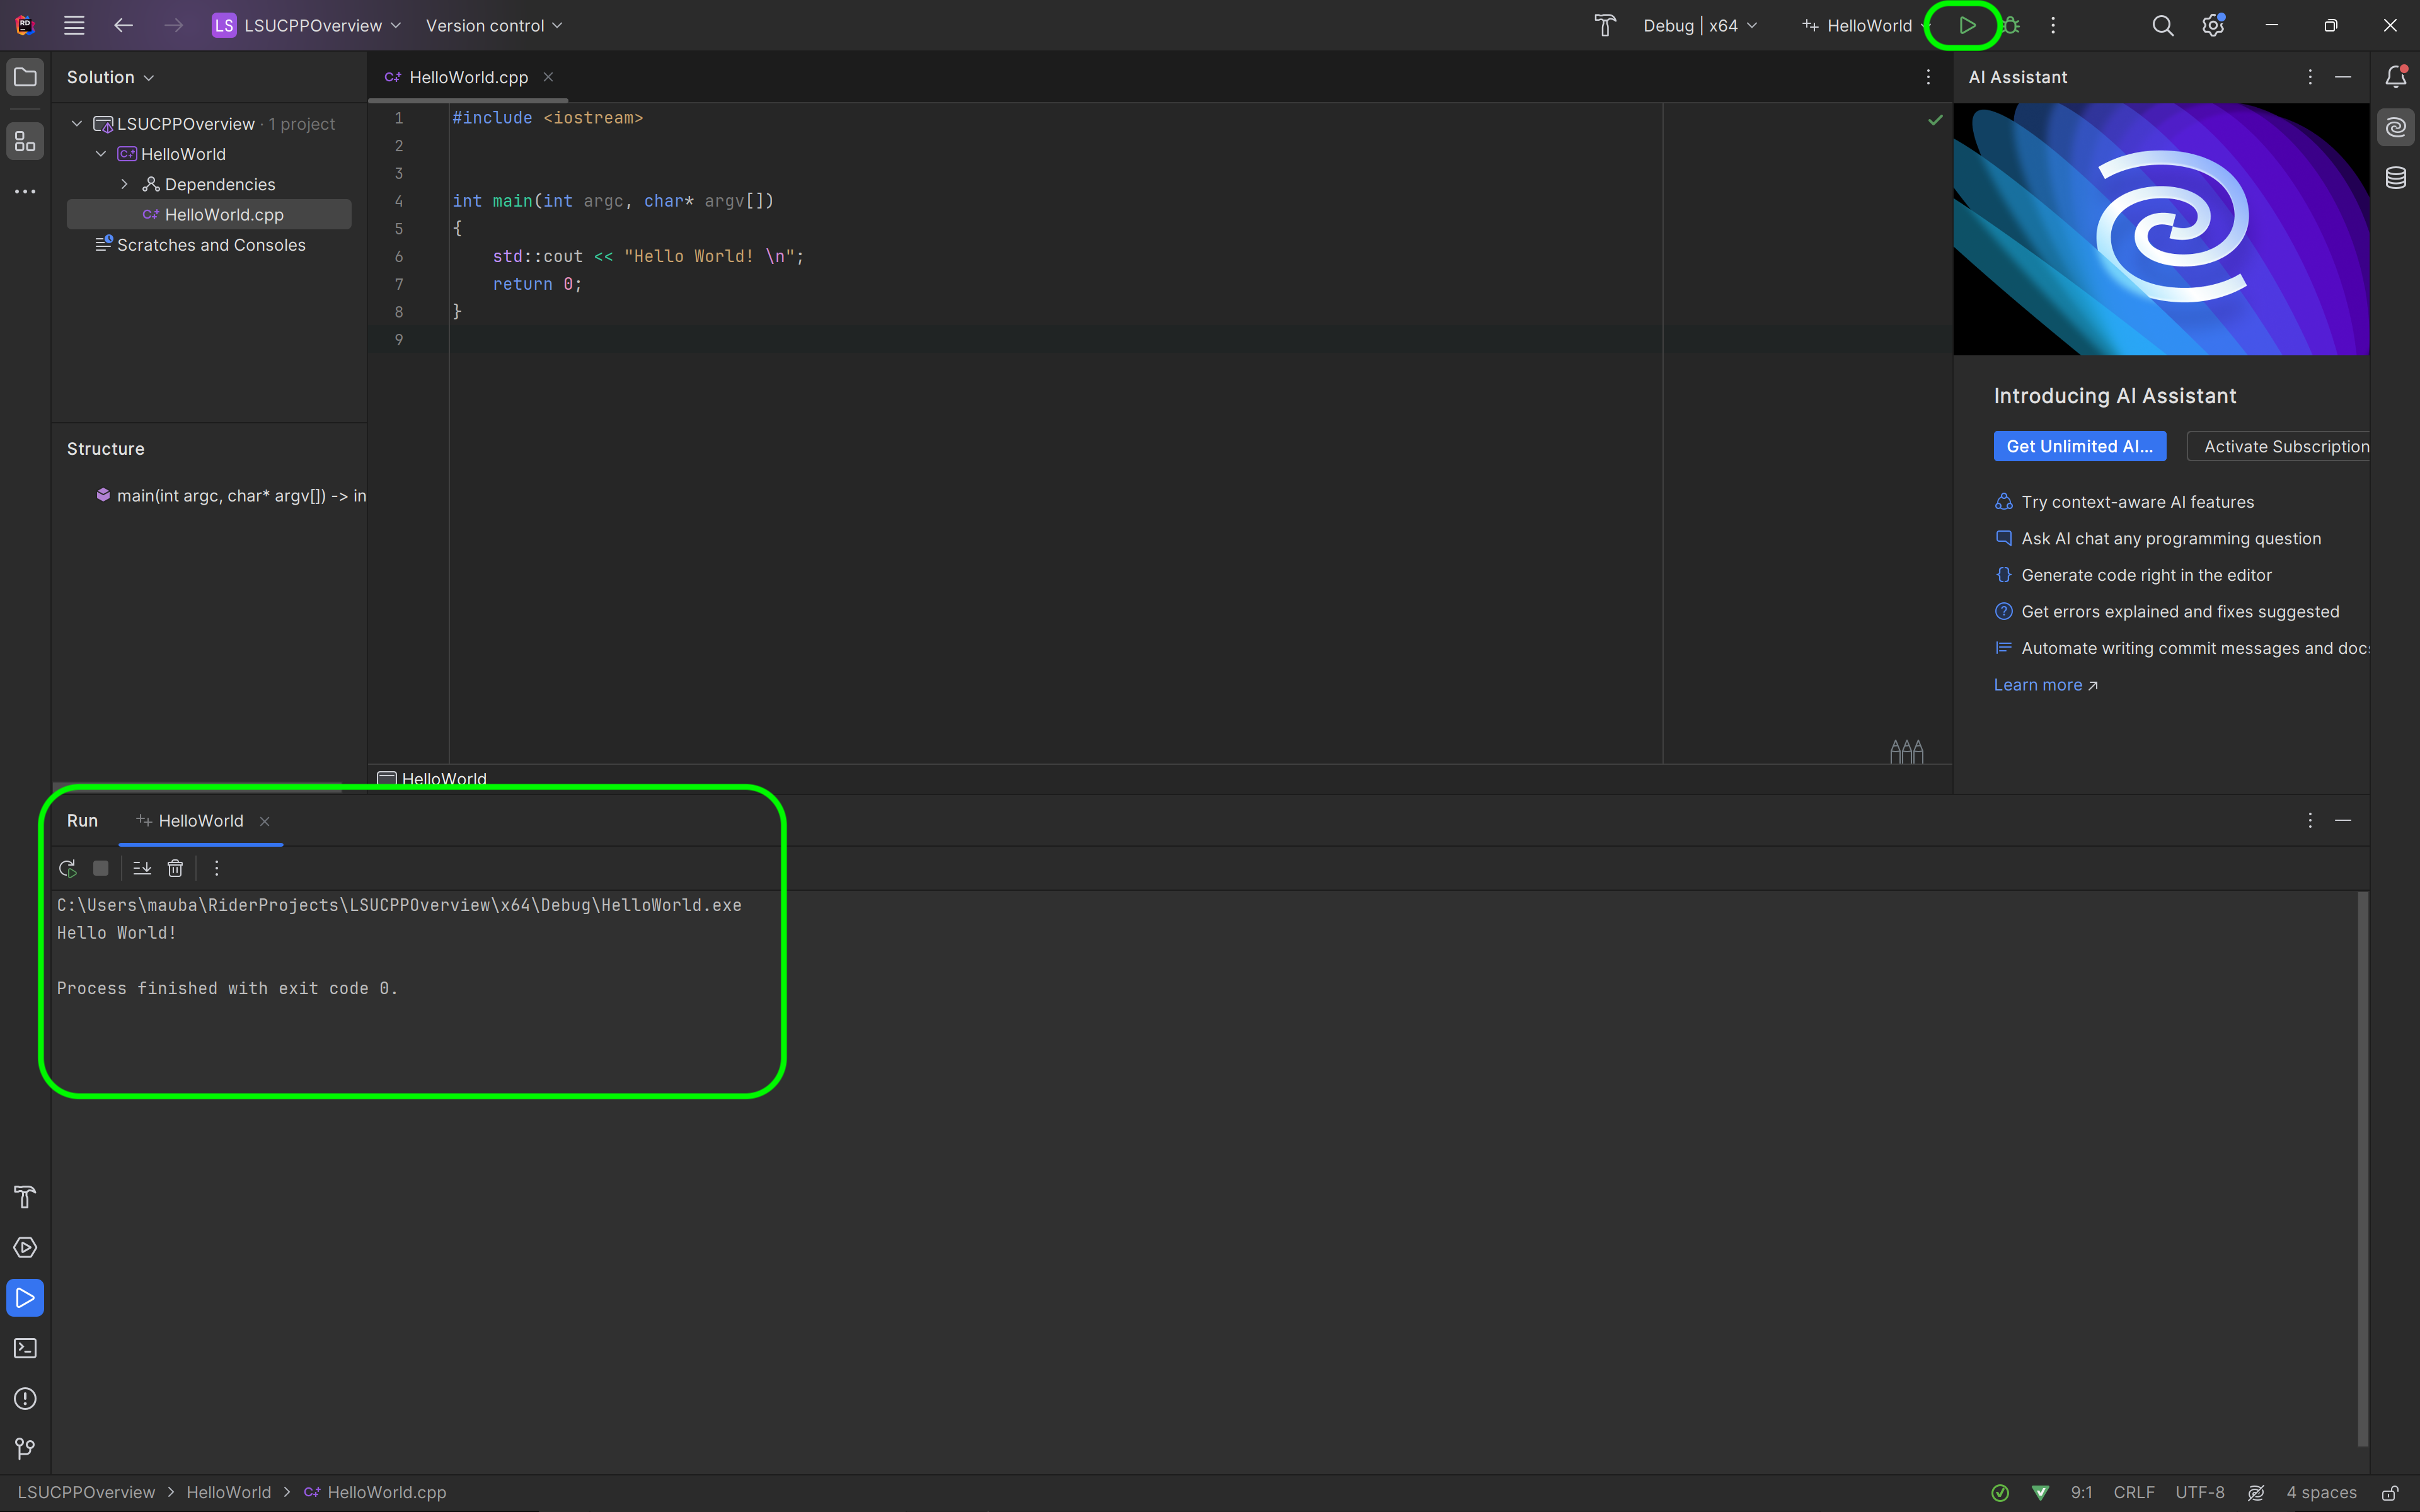 LS LSUCPPOverview Version control Debug | x64 HelloWorld
Solution
LSUCPPOverview · 1 project
HelloWorld
Dependencies
HelloWorld.cpp
Scratches and Consoles
Structure
main(int argc, char* argv[]) -> in
HelloWorld.cpp
1 #include <iostream>
2
3
4 int main(int argc, char* argv[])
5 {
6 std::cout << "Hello World! \n";
7 return 0;
8 }
9
HelloWorld
AI Assistant
Introducing AI Assistant
Get Unlimited AI... Activate Subscription
Try context-aware AI features
Ask AI chat any programming question
Generate code right in the editor
Get errors explained and fixes suggested
Automate writing commit messages and docs
Learn more
Run HelloWorld
C:\Users\mauba\RiderProjects\LSUCPPOverview\x64\Debug\HelloWorld.exe
Hello World!
Process finished with exit code 0.
LSUCPPOverview > HelloWorld > HelloWorld.cpp 9:1 CRLF UTF-8 4 spaces